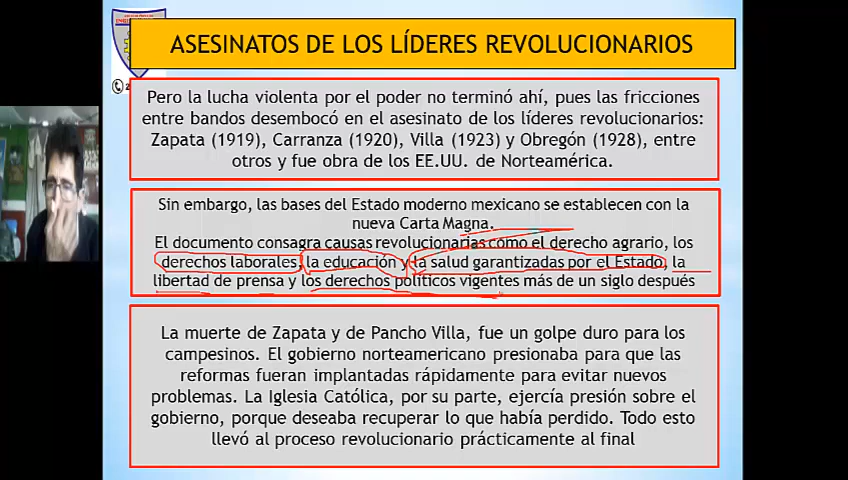 ASESINATOS DE LOS LÍDERES REVOLUCIONARIOS
Pero la lucha violenta por el poder no terminó ahí, pues las fricciones
entre bandos desembocó en el asesinato de los líderes revolucionarios:
Zapata (1919), Carranza (1920), Villa (1923) y Obregón (1928), entre
otros y fue obra de los EE.UU. de Norteamérica.
Sin embargo, las bases del Estado moderno mexicano se establecen con la
nueva Carta Magna.
El documento consagra causas revolucionarias como el derecho agrario, los
derechos laborales, la educación y la salud garantizadas por el Estado, la
libertad de prensa y los derechos políticos vigentes más de un siglo después
La muerte de Zapata y de Pancho Villa, fue un golpe duro para los
campesinos. El gobierno norteamericano presionaba para que las
reformas fueran implantadas rápidamente para evitar nuevos
problemas. La Iglesia Católica, por su parte, ejercía presión sobre el
gobierno, porque deseaba recuperar lo que había perdido. Todo esto
llevó al proceso revolucionario prácticamente al final